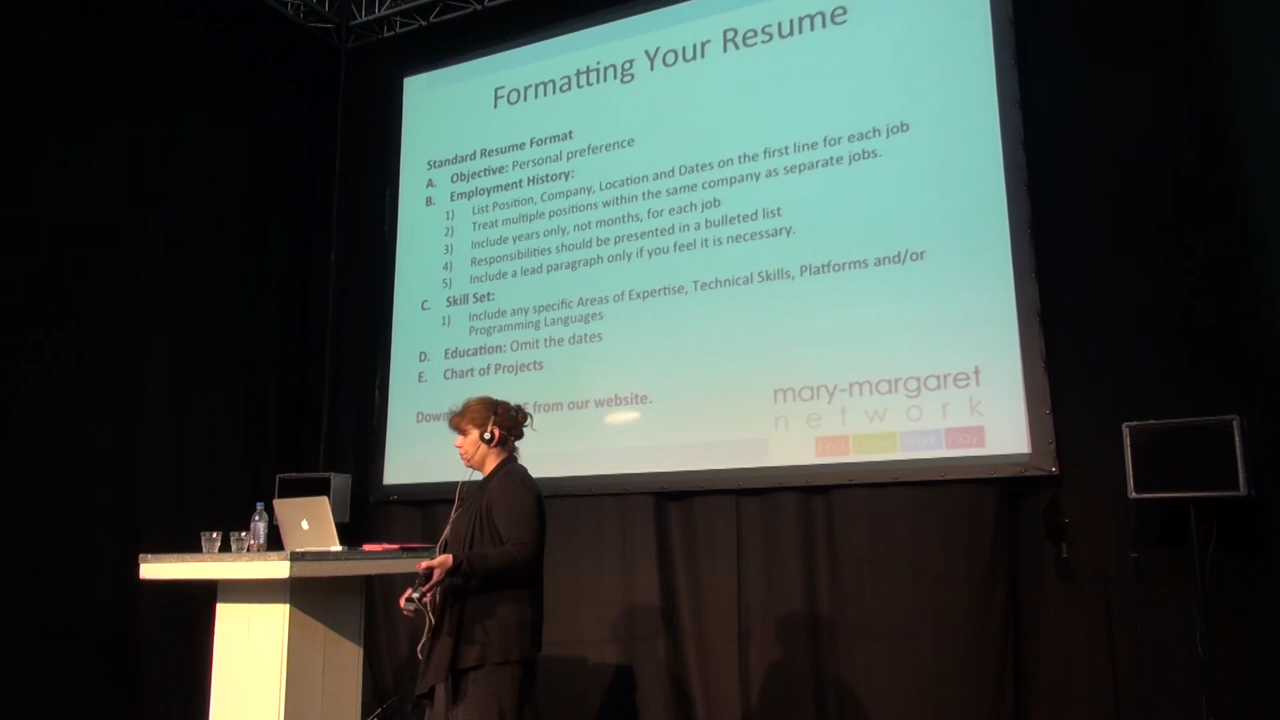 Formatting Your Resume
Standard Resume Format
A. Objective: Personal preference
B. Employment History:
1) List Position, Company, Location and Dates on the first line for each job
2) Treat multiple positions within the same company as separate jobs.
3) Include years only, not months, for each job
4) Responsibilities should be presented in a bulleted list
5) Include a lead paragraph only if you feel it is necessary.
C. Skill Set:
1) Include any specific Areas of Expertise, Technical Skills, Platforms and/or
Programming Languages
D. Education: Omit the dates
E. Chart of Projects
from our website.
mary-margaret
network
Find Work Play